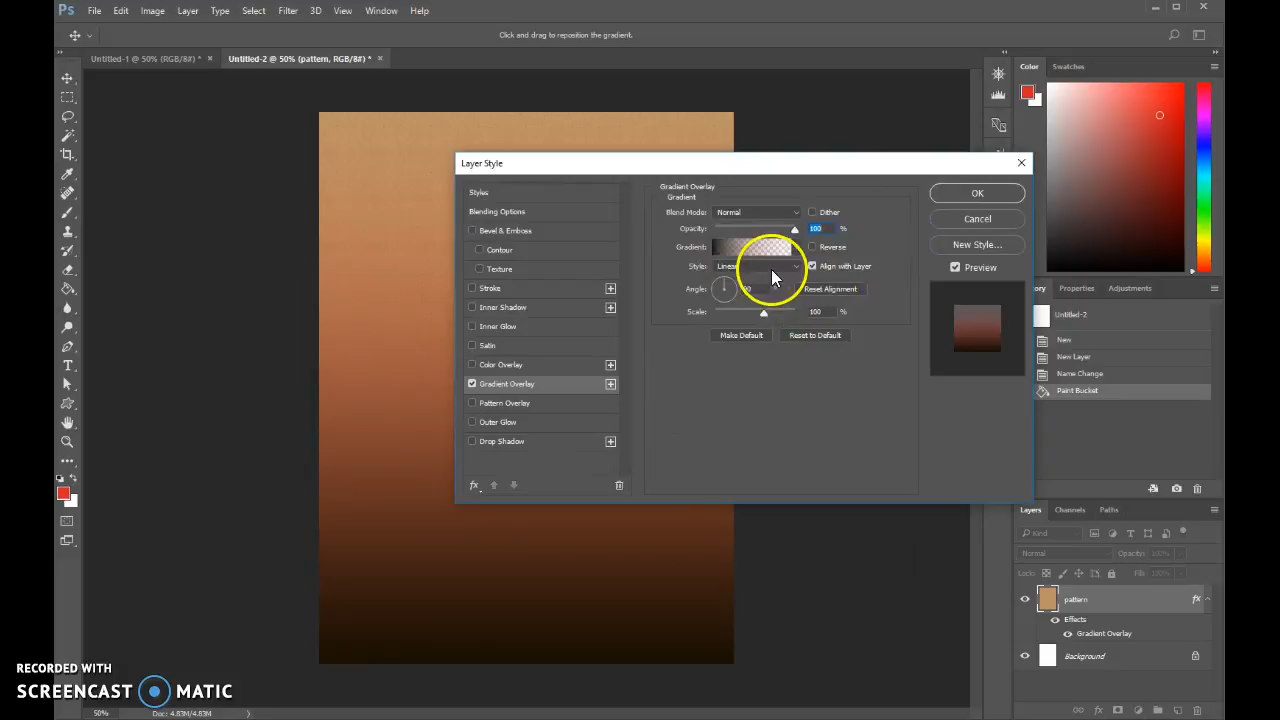 Ps File Edit Image Layer Type Select Filter 3D View Window Help
Click and drag to reposition the gradient.
Untitled-1 @ 50% (RGB/8#) * × Untitled-2 @ 50% (pattern, RGB/8#) * ×
Color Swatches
Layer Style
Styles
Blending Options
Bevel & Emboss
Contour
Texture
Stroke
Inner Shadow
Inner Glow
Satin
Color Overlay
Gradient Overlay
Pattern Overlay
Outer Glow
Drop Shadow
fx
Gradient Overlay
Gradient
Blend Mode: Normal Dither
Opacity: 100 %
Gradient: Reverse
Style: Linear Align with Layer
Angle: 90 Reset Alignment
Scale: 100 %
Make Default Reset to Default
OK
Cancel
New Style...
Preview
Properties Adjustments
Untitled-2
New
New Layer
Name Change
Paint Bucket
Layers Channels Paths
Kind
Normal Opacity: 100%
Lock: Fill: 100%
pattern fx
Effects
Gradient Overlay
Background
fx
RECORDED WITH
SCREENCAST MATIC
50% Doc: 4.83M/4.83M